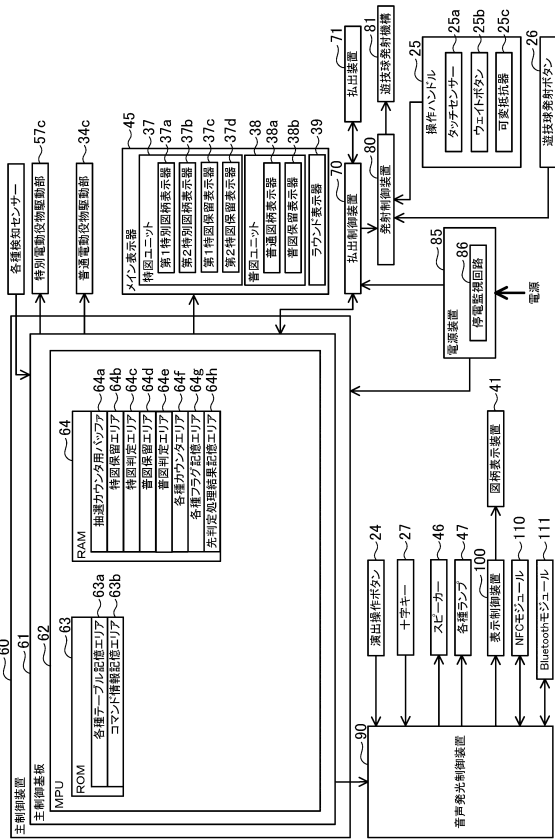 60
主制御装置
61
主制御基板
62
MPU
63
ROM
各種テーブル記憶エリア
63a
コマンド情報記憶エリア
63b
64
RAM
抽選カウンタ用バッファ
64a
特図保留エリア
64b
特図判定エリア
64c
普図保留エリア
64d
普図判定エリア
64e
各種カウンタエリア
64f
各種フラグ記憶エリア
64g
先判定処理結果記憶エリア
64h
各種検知センサー
特別電動役物駆動部
57c
普通電動役物駆動部
34c
45
メイン表示器
特図ユニット
37
第1特別図柄表示器
37a
第2特別図柄表示器
37b
第1特図保留表示器
37c
第2特図保留表示器
37d
普図ユニット
38
普通図柄表示器
38a
普図保留表示器
38b
ラウンド表示器
39
70
払出制御装置
71
払出装置
80
発射制御装置
81
遊技球発射機構
25
操作ハンドル
タッチセンサー
25a
ウェイトボタン
25b
可変抵抗器
25c
26
遊技球発射ボタン
85
電源装置
86
停電監視回路
電源
90
音声発光制御装置
演出操作ボタン
24
十字キー
27
スピーカー
46
各種ランプ
47
表示制御装置
100
図柄表示装置
41
NFCモジュール
110
Bluetoothモジュール
111